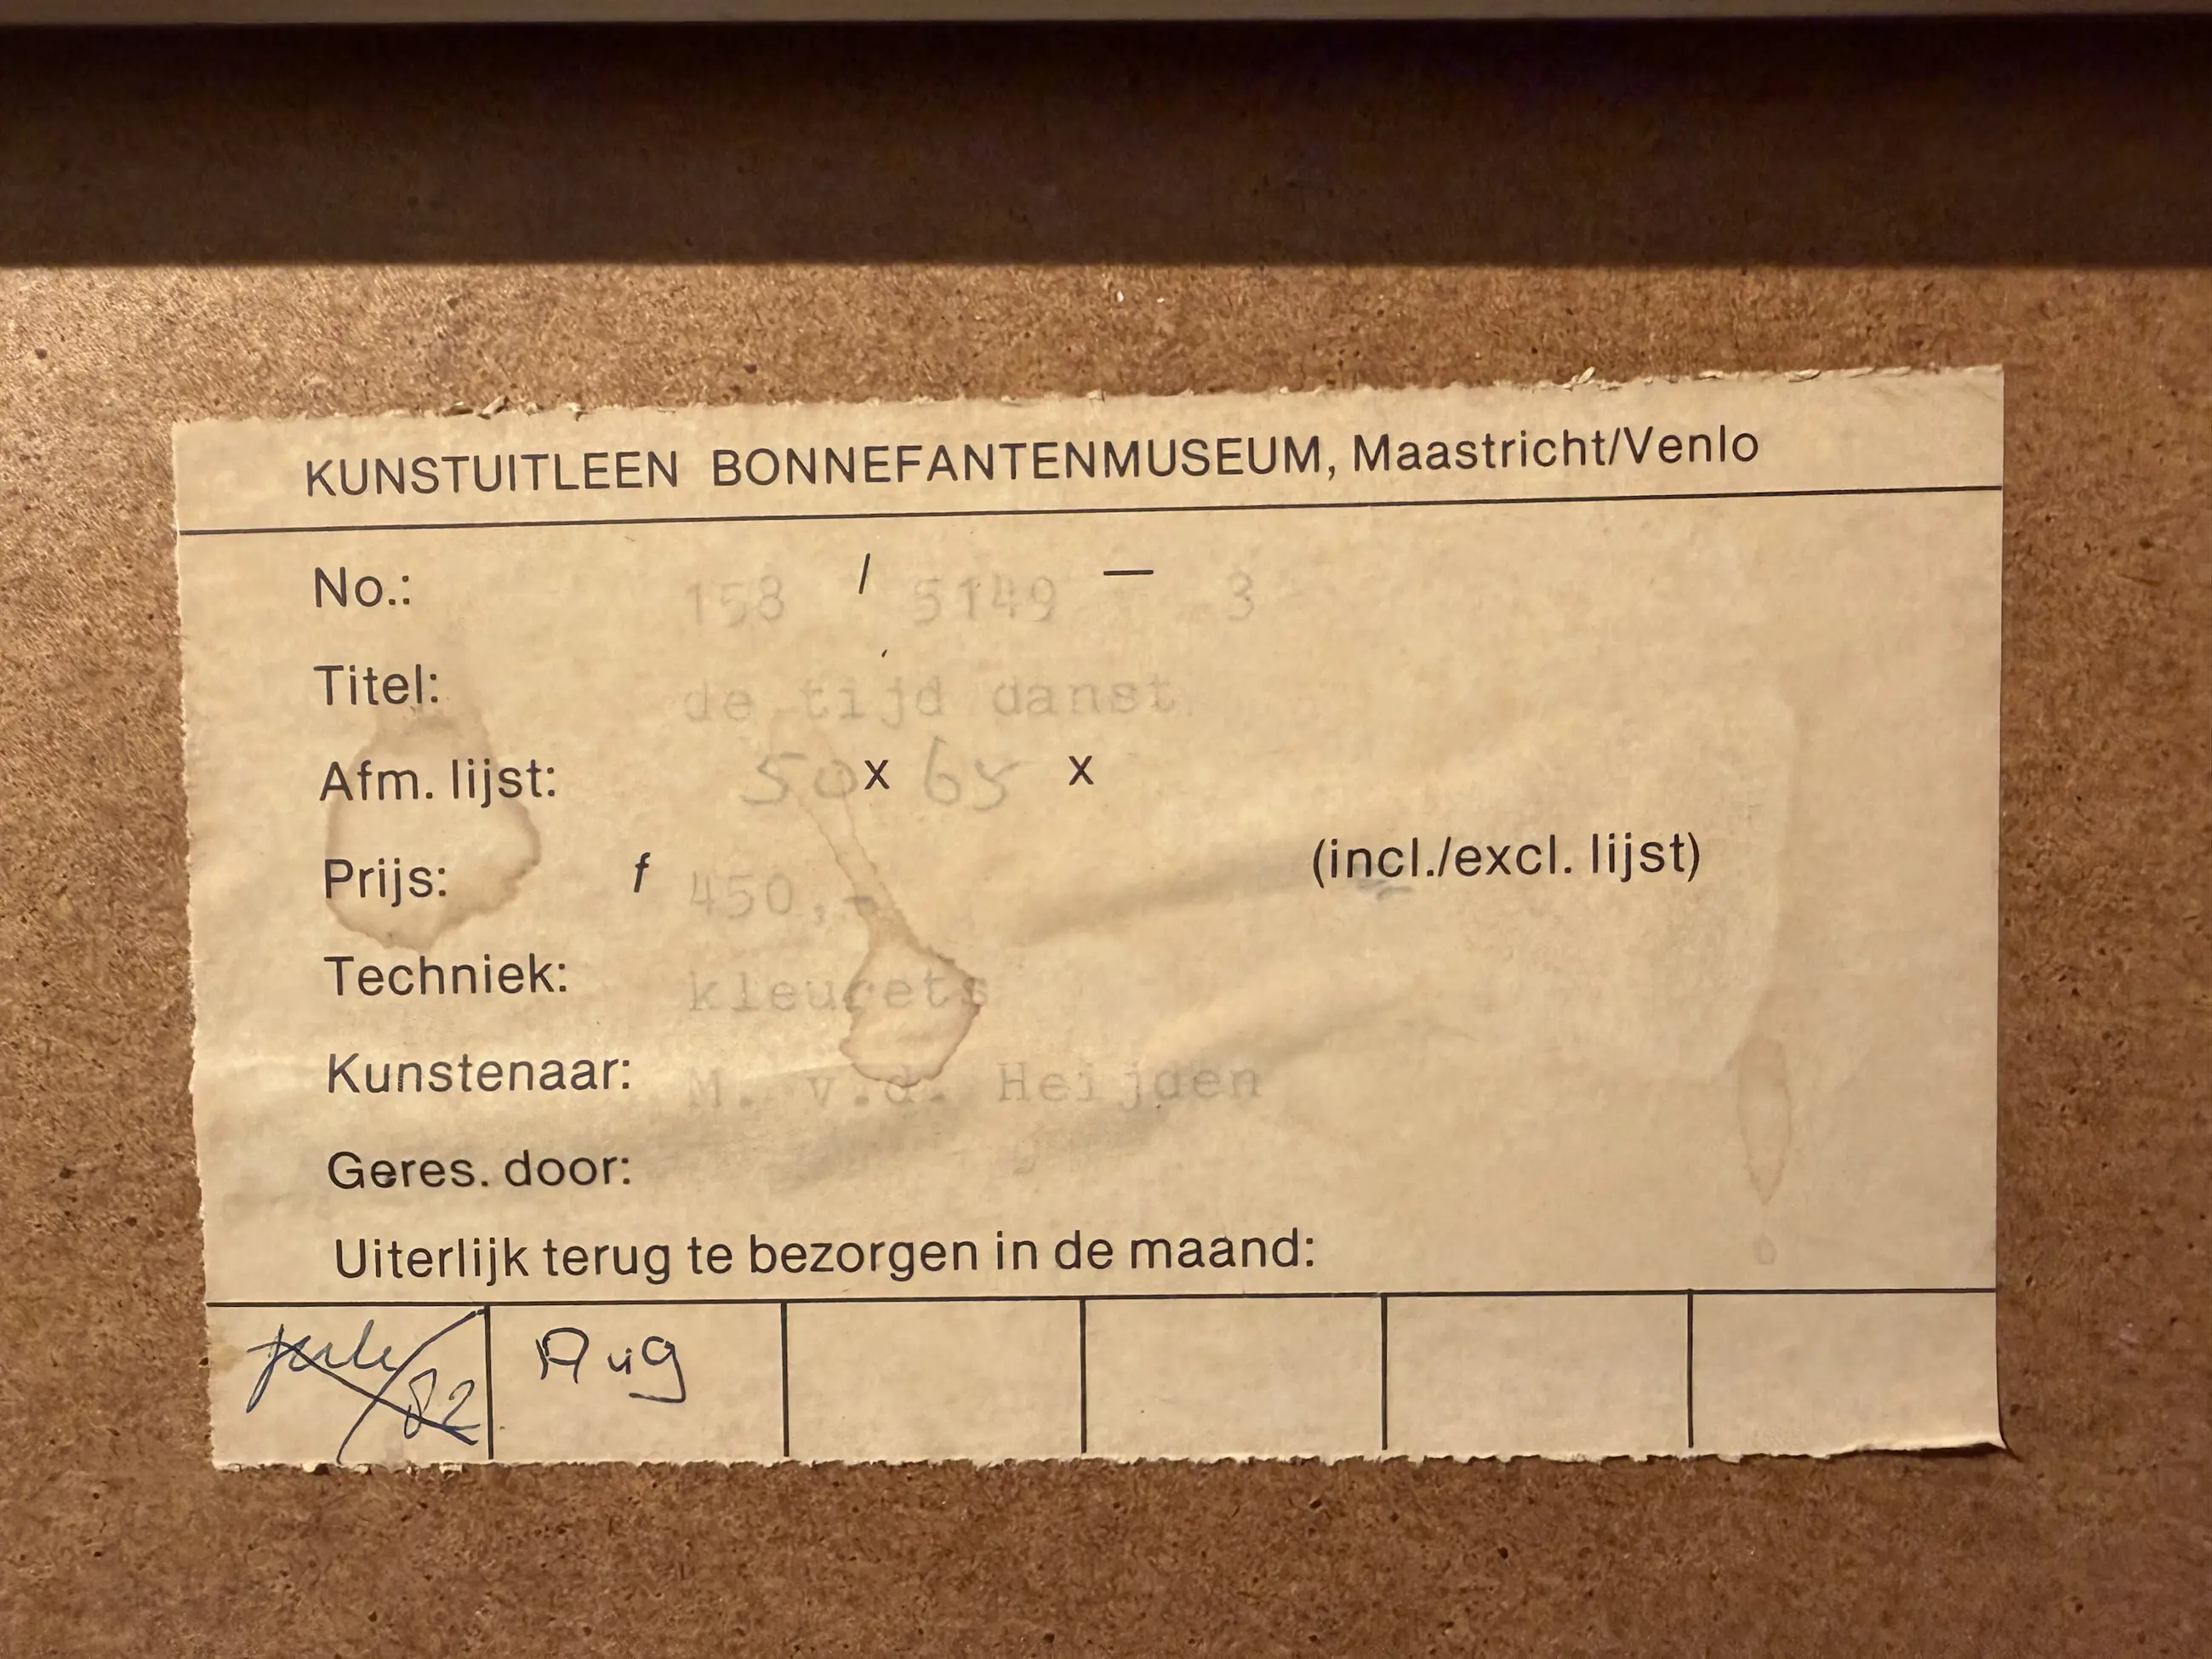 KUNSTUITLEEN BONNEFANTENMUSEUM, Maastricht/Venlo
No.: 158 / 5149 — 3
Titel: de tijd danst
Afm. lijst: 50 x 65 x
Prijs: f 450,- (incl./excl. lijst)
Techniek: kleurets
Kunstenaar: M. v.d. Heijden
Geres. door:
Uiterlijk terug te bezorgen in de maand:
/82 Aug